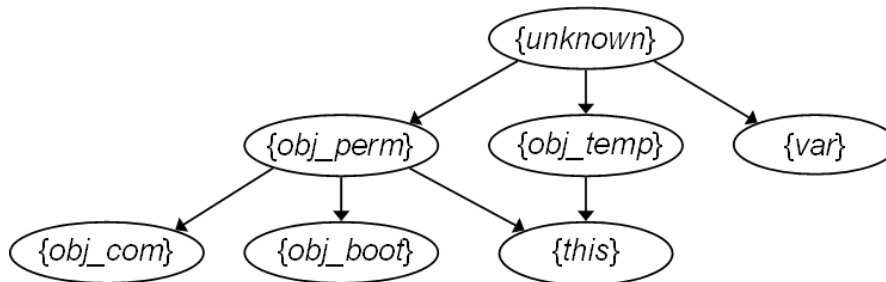 {unknown}
{obj_perm} {obj_temp} {var}
{obj_com} {obj_boot} {this}